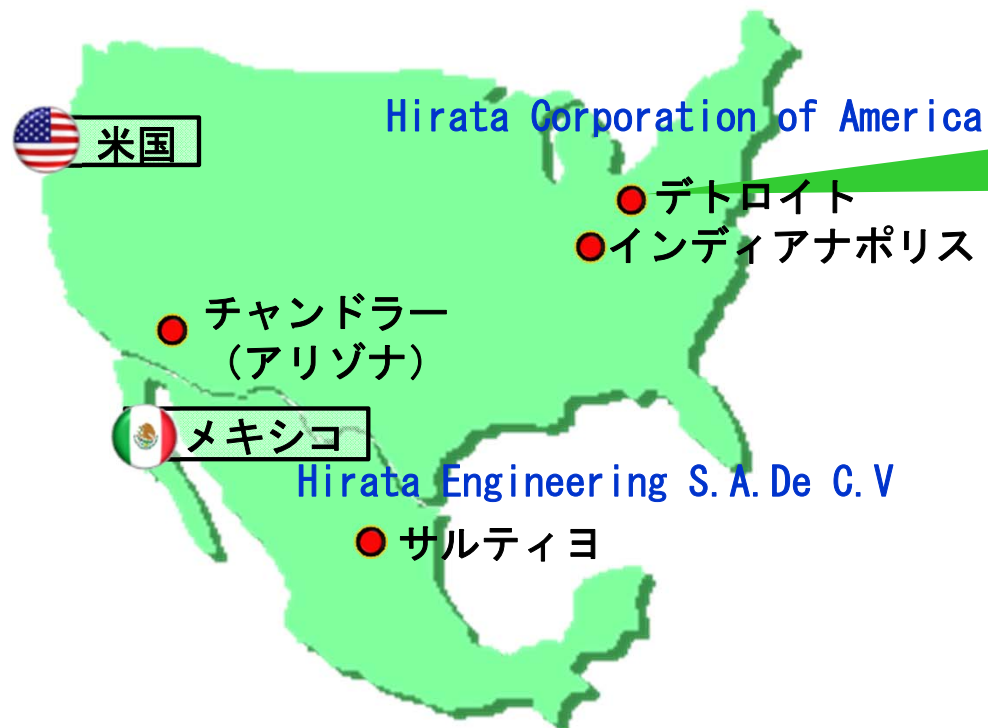 Hirata Corporation of America
米国
デトロイト
インディアナポリス
チャンドラー
（アリゾナ）
メキシコ
Hirata Engineering S.A.De C.V
サルティヨ